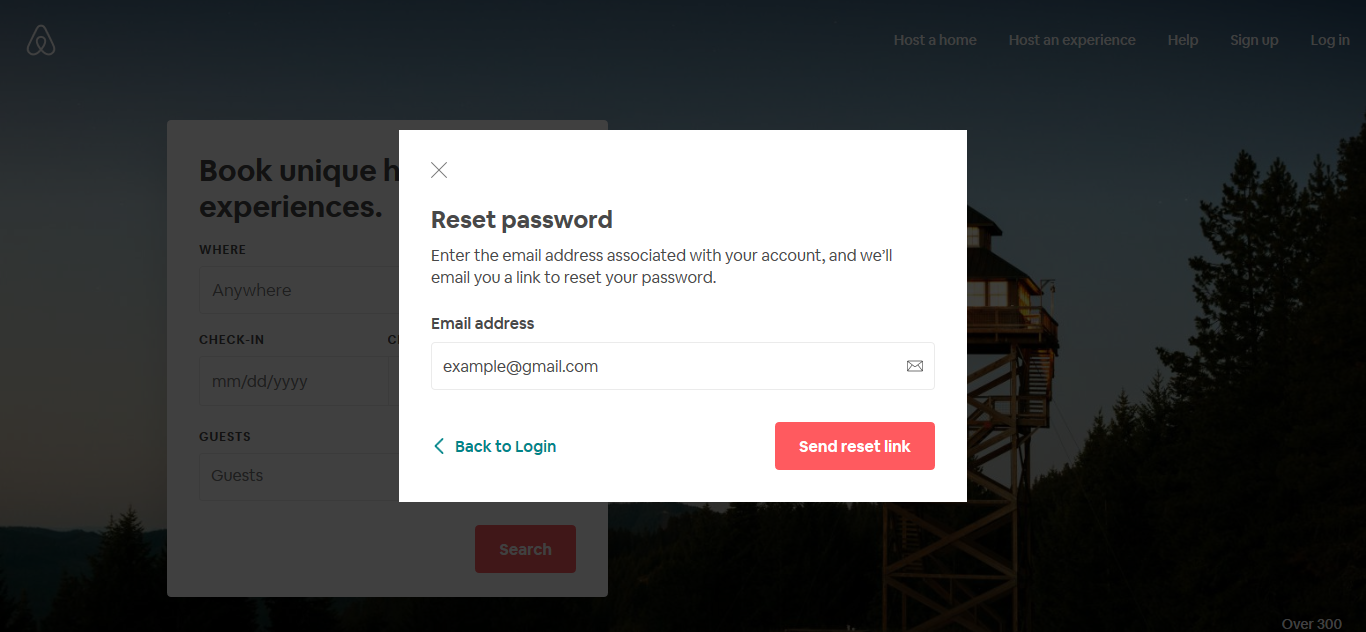 Host a home
Host an experience
Help
Sign up
Log in
Book unique h
experiences.
WHERE
Anywhere
CHECK-IN
mm/dd/yyyy
GUESTS
Guests
Search
Reset password
Enter the email address associated with your account, and we'll
email you a link to reset your password.
Email address
example@gmail.com
Back to Login
Send reset link
Over 300